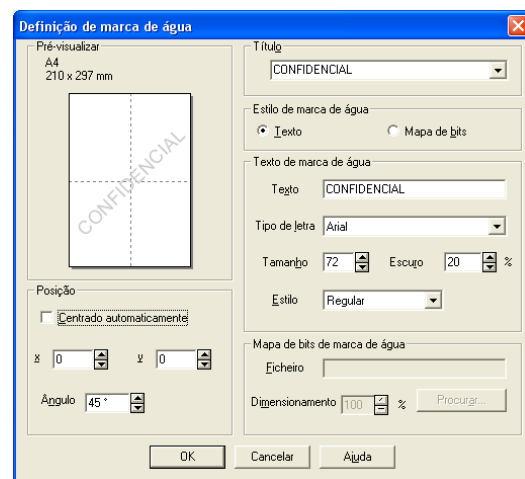 Definição de marca de água
Pré-visualizar
A4
210 x 297 mm
CONFIDENCIAL
Posição
Centrado automaticamente
x 0 y 0
Ângulo 45 °
Título
CONFIDENCIAL
Estilo de marca de água
Texto Mapa de bits
Texto de marca de água
Texto CONFIDENCIAL
Tipo de letra Arial
Tamanho 72 Escuro 20 %
Estilo Regular
Mapa de bits de marca de água
Ficheiro
Dimensionamento 100 % Procurar...
OK Cancelar Ajuda